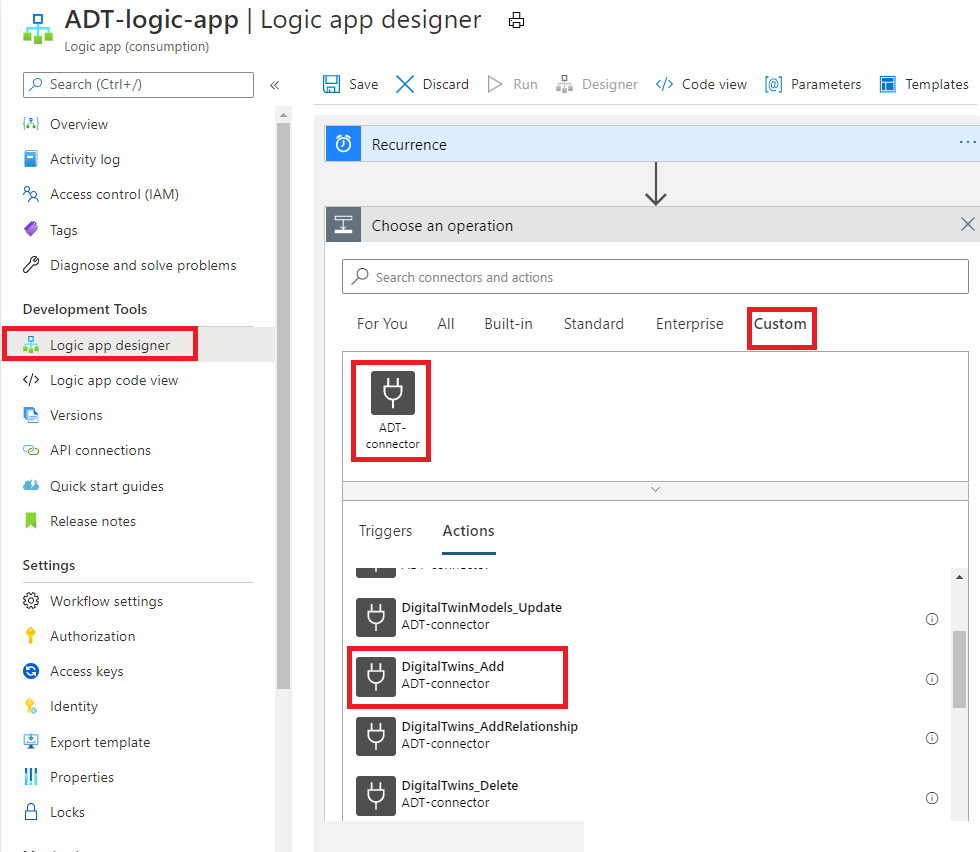 ADT-logic-app | Logic app designer
Logic app (consumption)
Search (Ctrl+/)
«
Overview
Activity log
Access control (IAM)
Tags
Diagnose and solve problems
Development Tools
Logic app designer
Logic app code view
Versions
API connections
Quick start guides
Release notes
Settings
Workflow settings
Authorization
Access keys
Identity
Export template
Properties
Locks
Save Discard Run Designer Code view Parameters Templates
Recurrence
Choose an operation
Search connectors and actions
For You All Built-in Standard Enterprise Custom
ADT-
connector
Triggers Actions
ADT-connector
DigitalTwinModels_Update
ADT-connector
DigitalTwins_Add
ADT-connector
DigitalTwins_AddRelationship
ADT-connector
DigitalTwins_Delete
ADT-connector